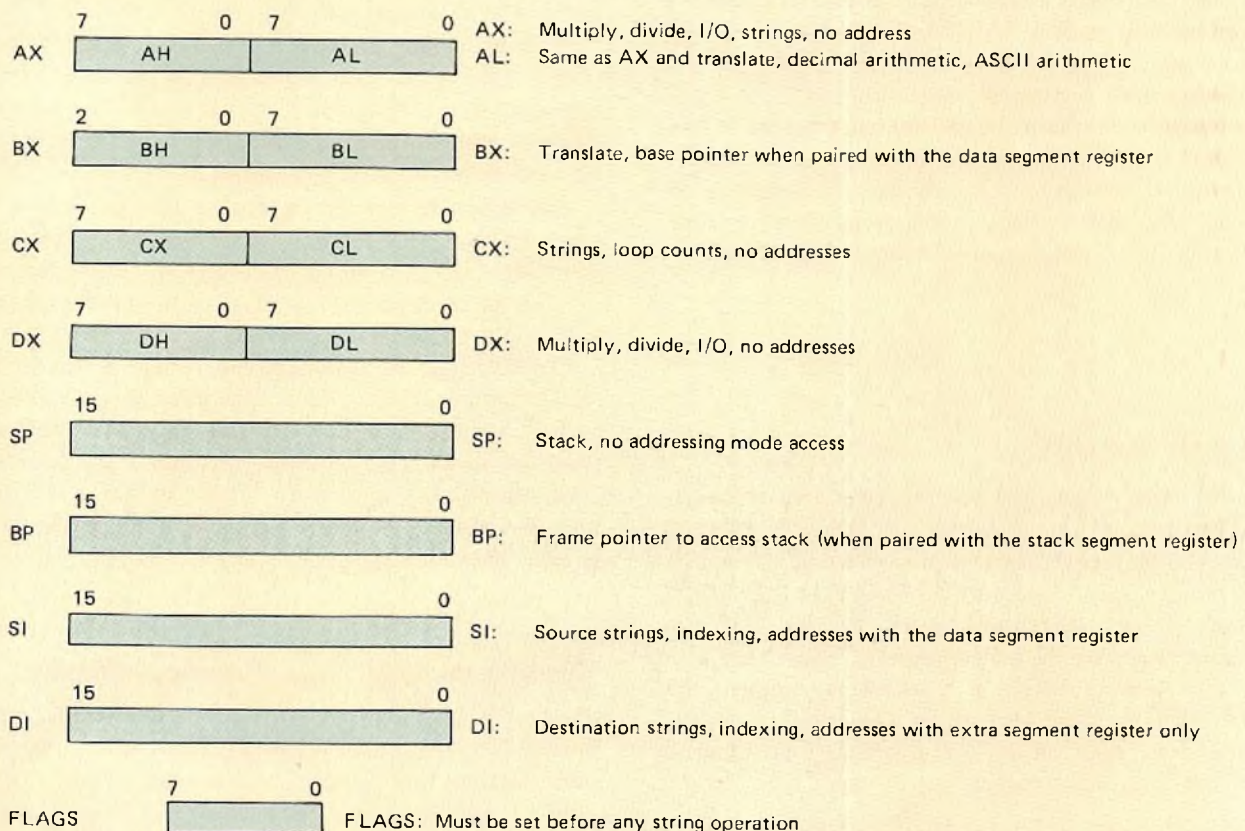 7 0 7 0
AX AH AL AX: Multiply, divide, I/O, strings, no address
AL: Same as AX and translate, decimal arithmetic, ASCII arithmetic
2 0 7 0
BX BH BL BX: Translate, base pointer when paired with the data segment register
7 0 7 0
CX CX CL CX: Strings, loop counts, no addresses
7 0 7 0
DX DH DL DX: Multiply, divide, I/O, no addresses
15 0
SP SP: Stack, no addressing mode access
15 0
BP BP: Frame pointer to access stack (when paired with the stack segment register)
15 0
SI SI: Source strings, indexing, addresses with the data segment register
15 0
DI DI: Destination strings, indexing, addresses with extra segment register only
7 0
FLAGS FLAGS: Must be set before any string operation